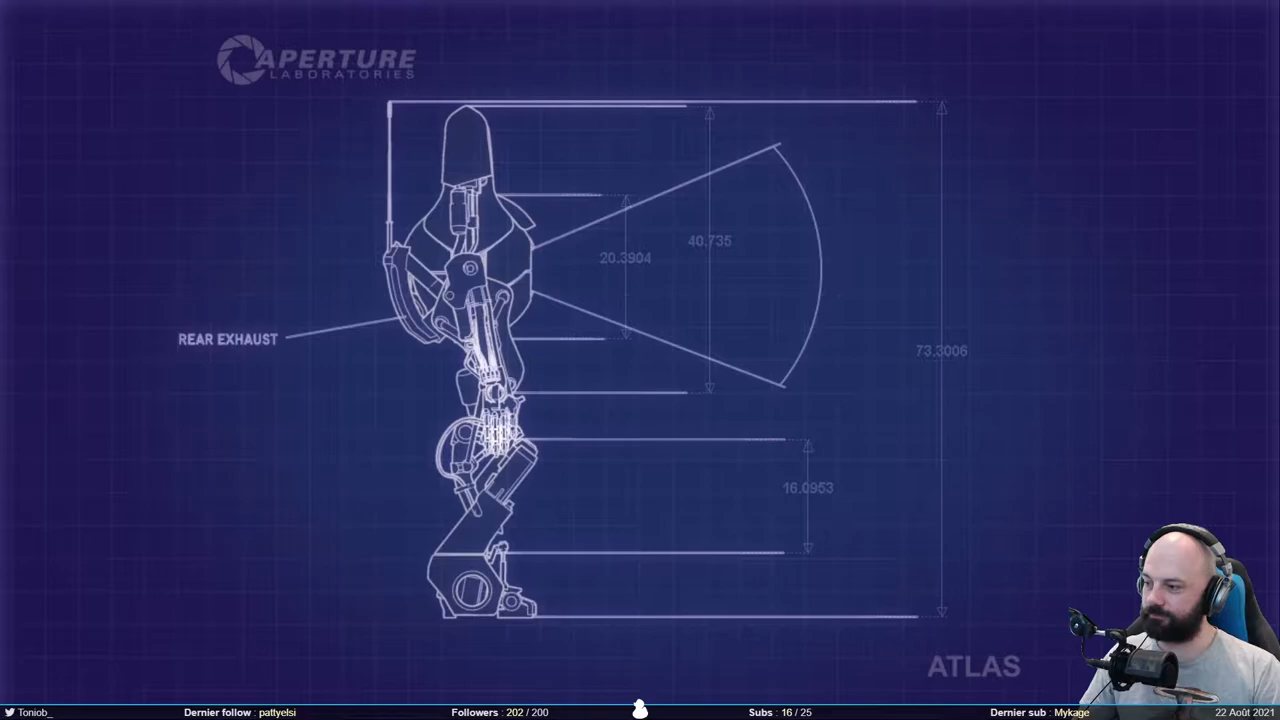 APERTURE
LABORATORIES
40.735
20.3904
REAR EXHAUST
73.3006
16.0953
ATLAS
Toniob_
Dernier follow : pattyelsi
Followers : 202 / 200
Subs : 16 / 25
Dernier sub : Mykage
22 Août 2021